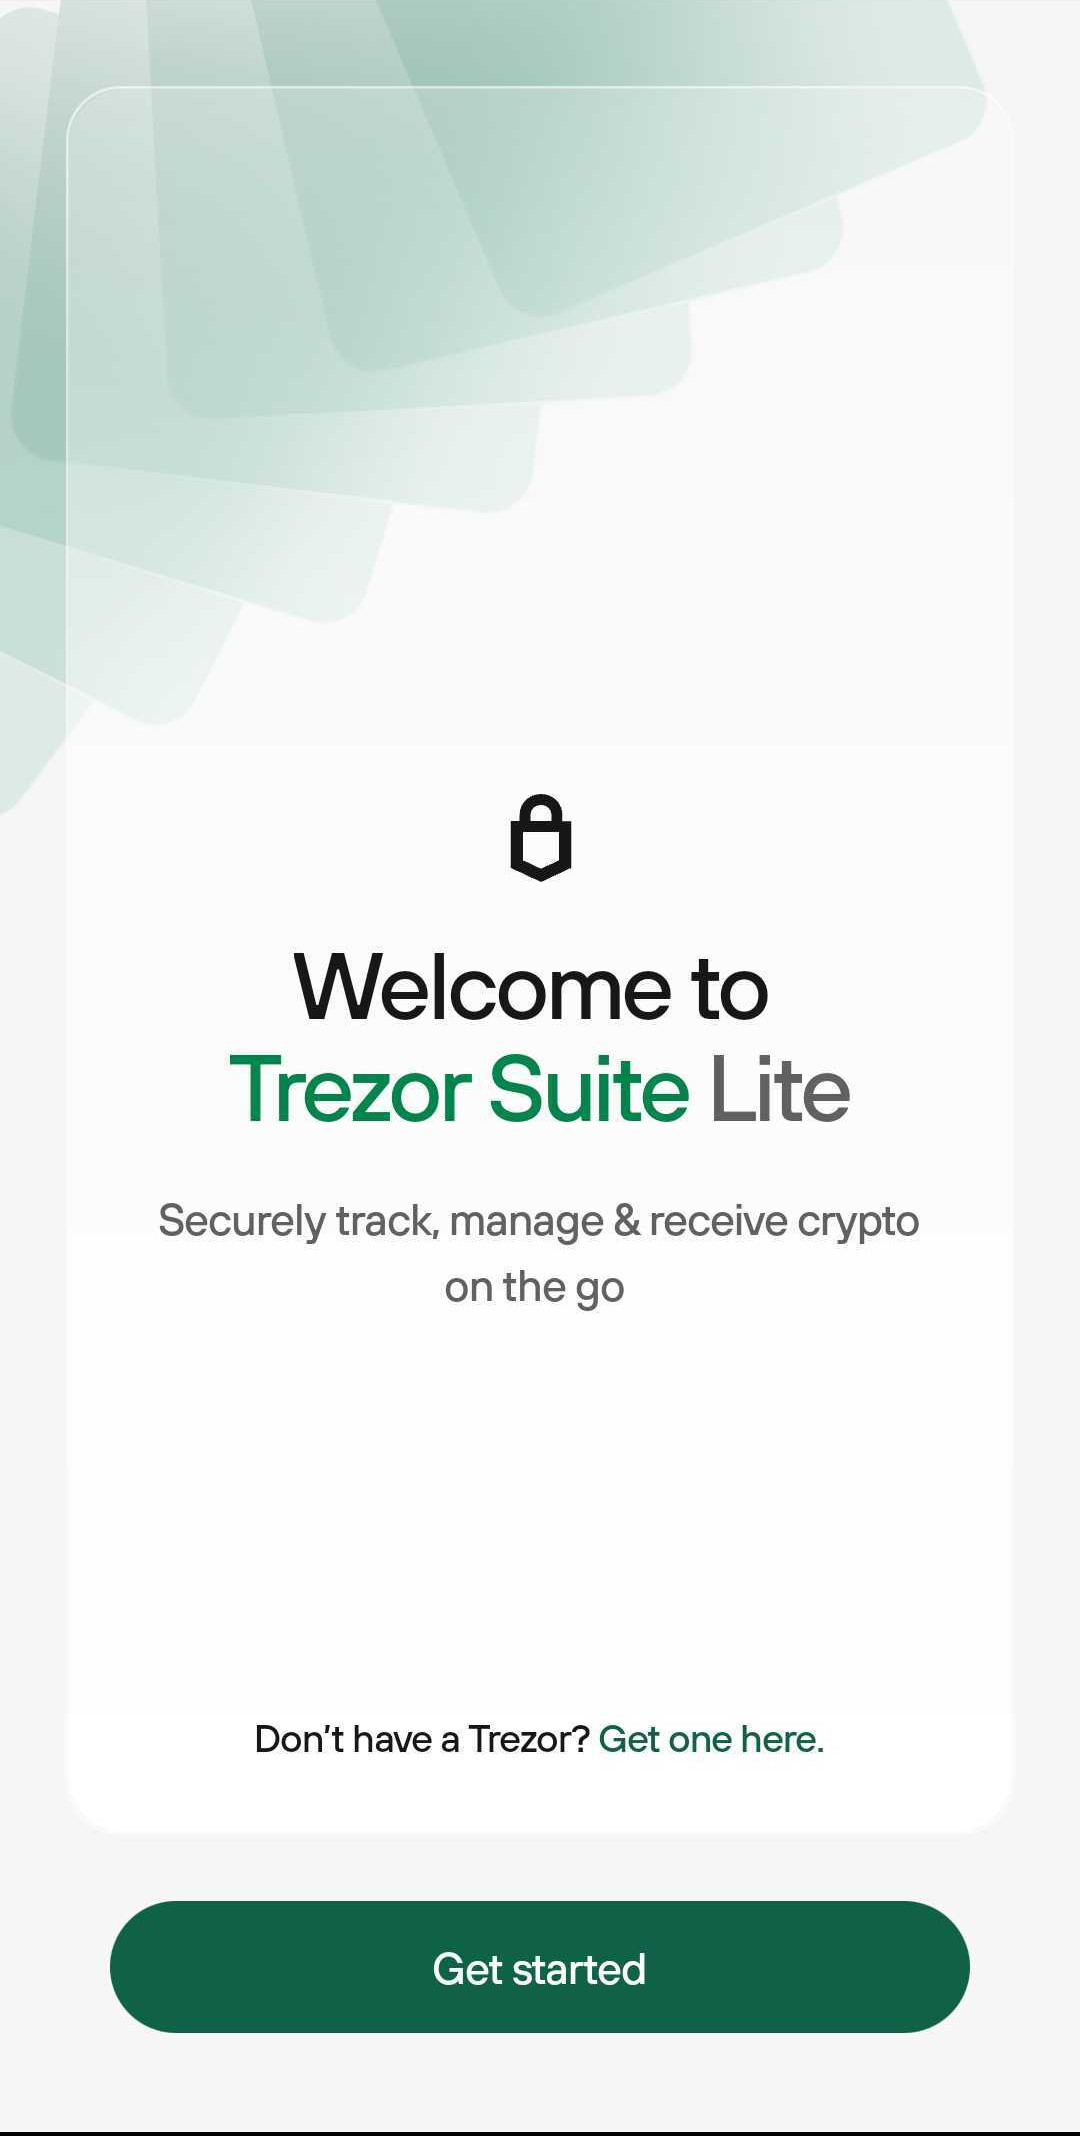 Welcome to
Trezor Suite Lite
Securely track, manage & receive crypto
on the go
Don't have a Trezor? Get one here.
Get started